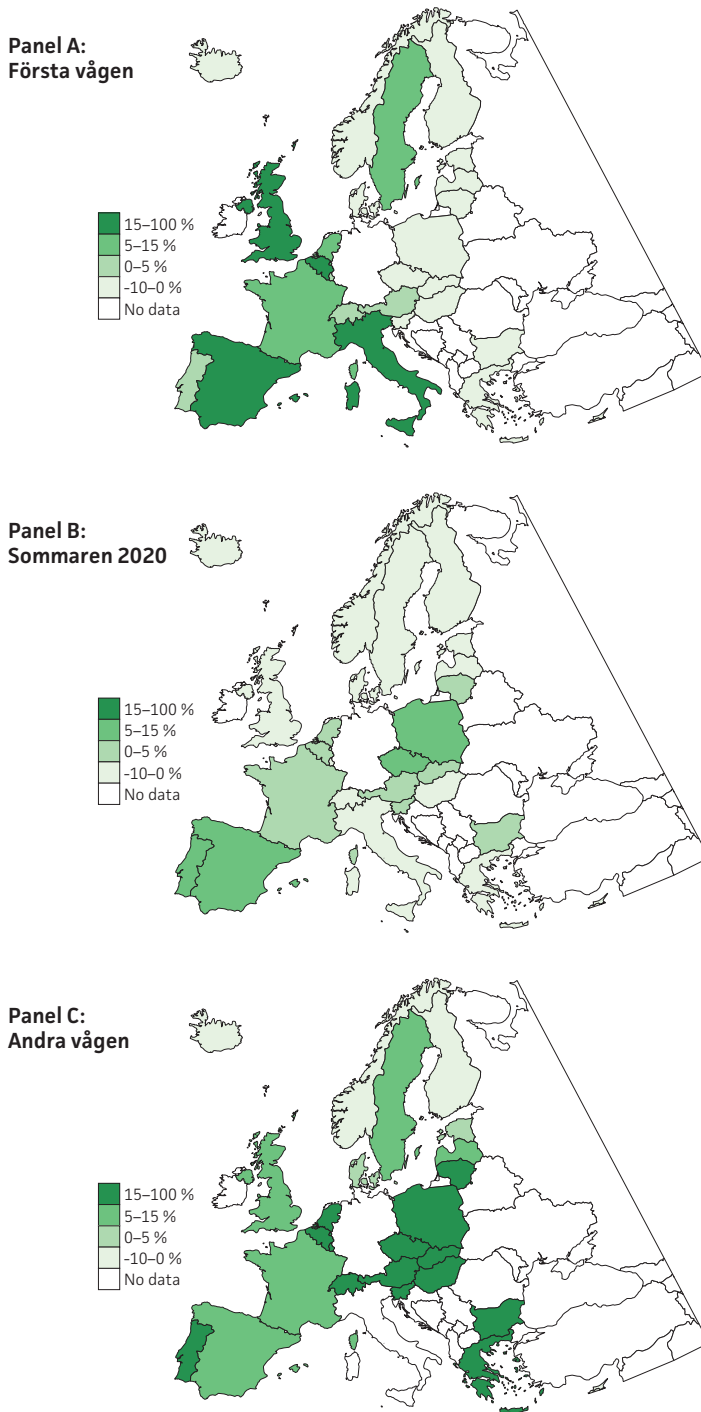 Panel A:
Första vågen
15–100 %
5–15 %
0–5 %
-10–0 %
No data
Panel B:
Sommaren 2020
15–100 %
5–15 %
0–5 %
-10–0 %
No data
Panel C:
Andra vågen
15–100 %
5–15 %
0–5 %
-10–0 %
No data